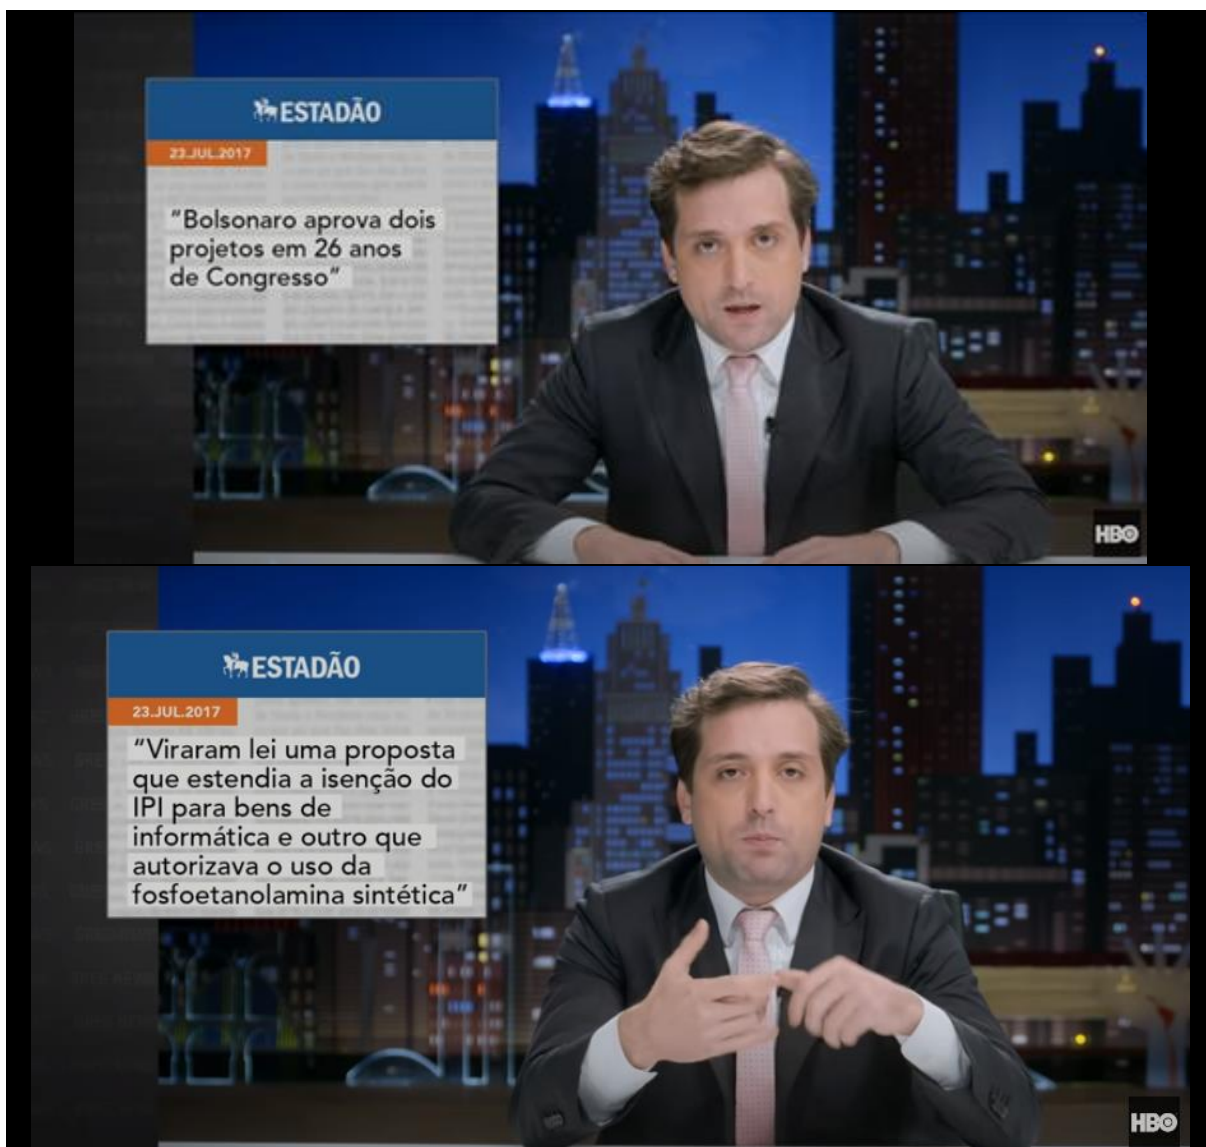 ESTADÃO
23.JUL.2017
"Bolsonaro aprova dois
projetos em 26 anos
de Congresso"
HBO
ESTADÃO
23.JUL.2017
"Viraram lei uma proposta
que estendia a isenção do
IPI para bens de
informática e outro que
autorizava o uso da
fosfoetanolamina sintética"
HBO